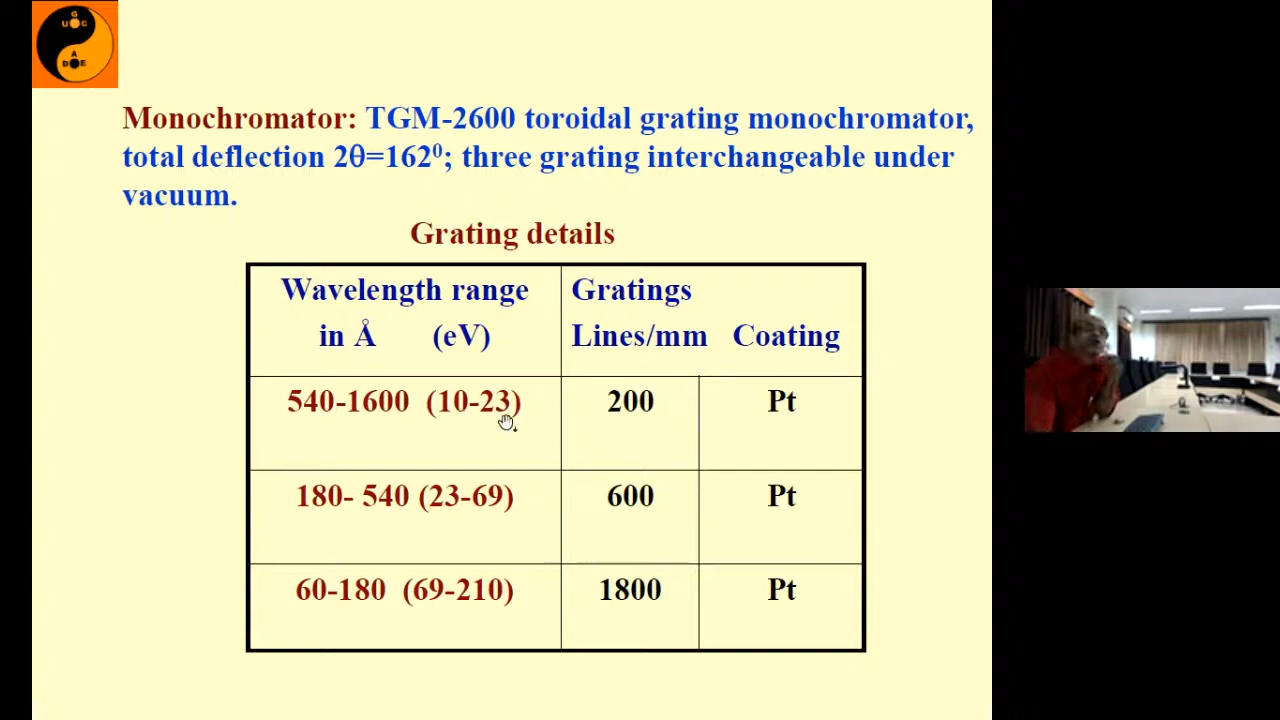 G
U G C
A
D A E
Monochromator: TGM-2600 toroidal grating monochromator,
total deflection 2θ=162⁰; three grating interchangeable under
vacuum.
Grating details
Wavelength range Gratings
in Å (eV) Lines/mm Coating
540-1600 (10-23) 200 Pt
180- 540 (23-69) 600 Pt
60-180 (69-210) 1800 Pt